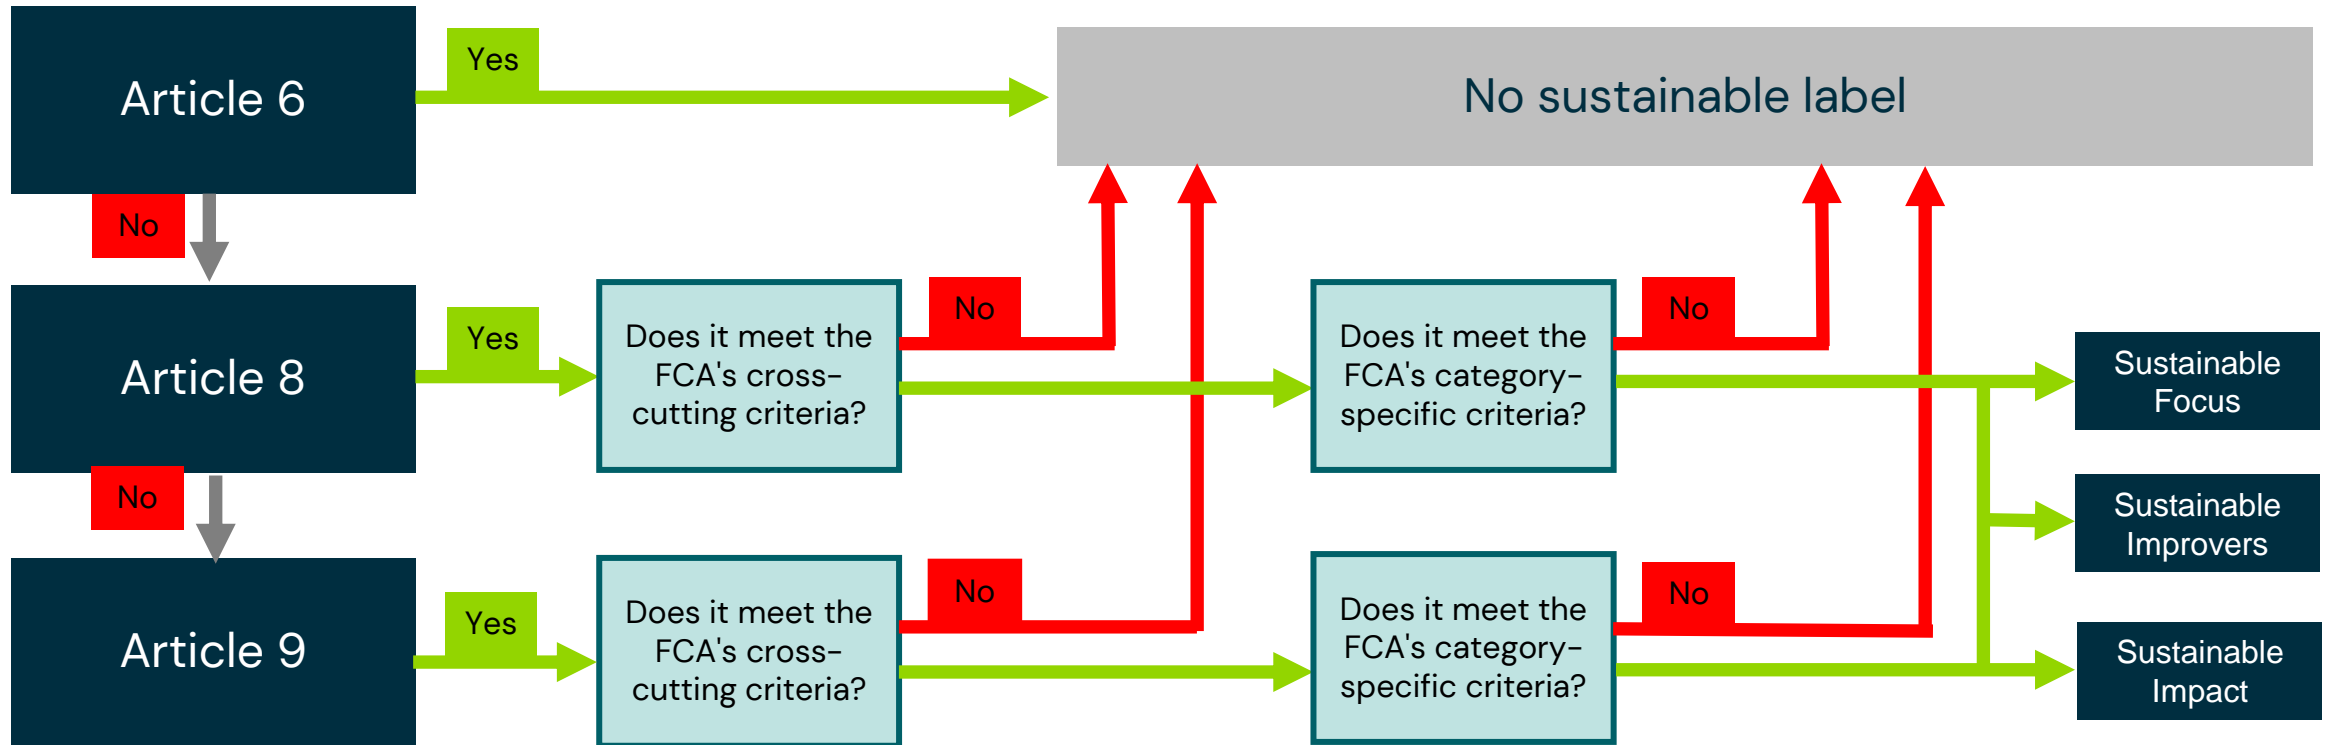 Article 6
Yes
No sustainable label
No
Article 8
Yes
Does it meet the
FCA's cross-
cutting criteria?
No
Does it meet the
FCA's category-
specific criteria?
No
Sustainable
Focus
Sustainable
Improvers
No
Article 9
Yes
Does it meet the
FCA's cross-
cutting criteria?
No
Does it meet the
FCA's category-
specific criteria?
No
Sustainable
Impact